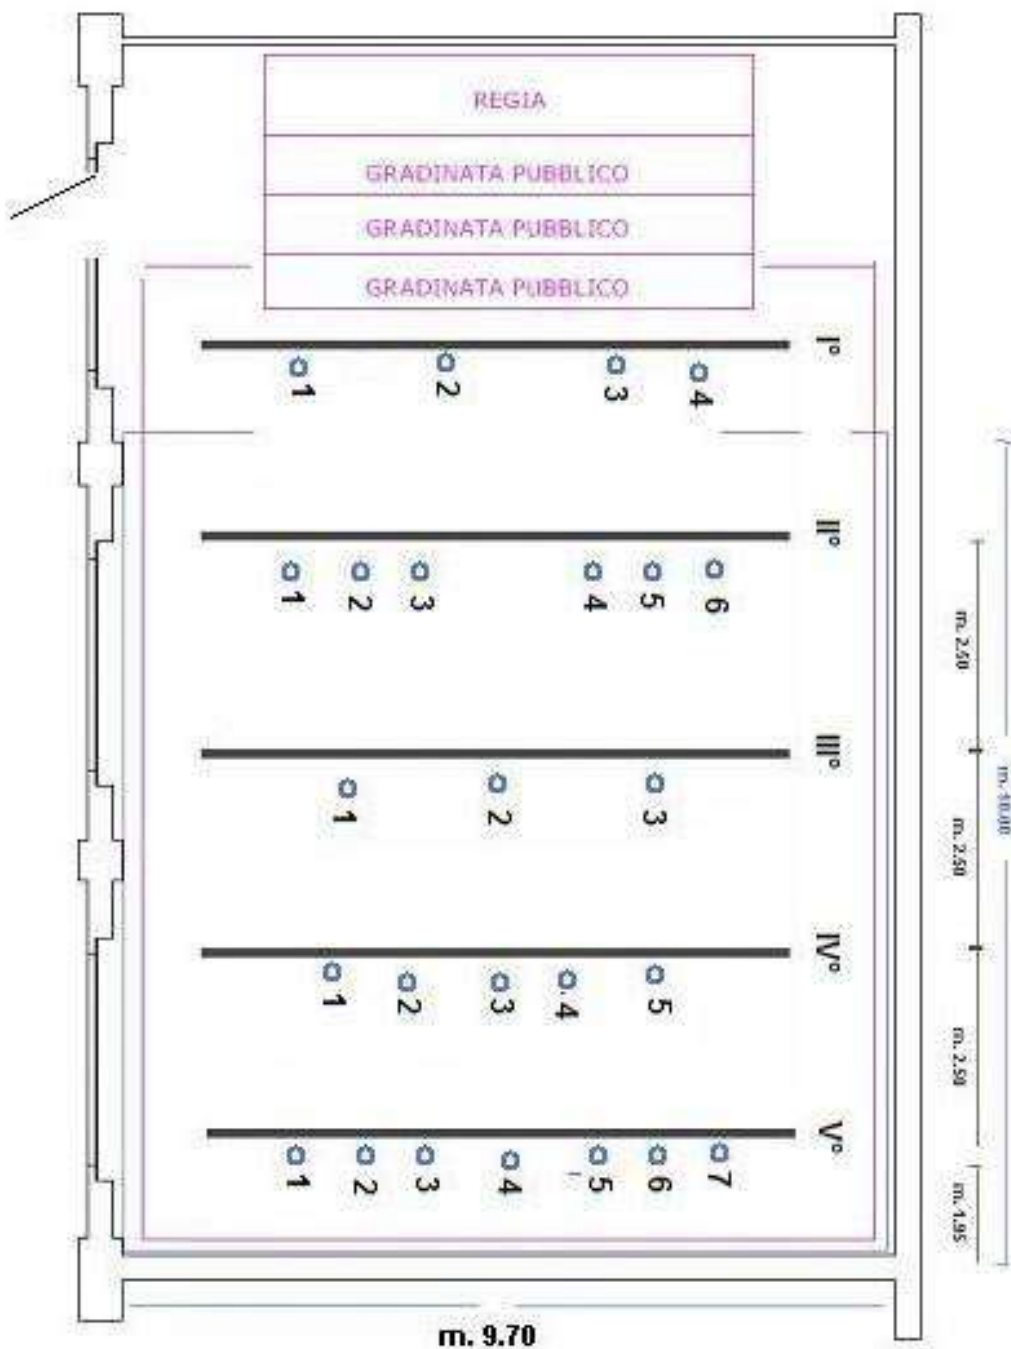 REGIA
GRADINATA PUBBLICO
GRADINATA PUBBLICO
GRADINATA PUBBLICO
I°
1 2 3 4
II°
1 2 3 4 5 6
m. 2.50
III°
1 2 3
m. 10.00
m. 2.50
IV°
1 2 3 4 5
m. 2.50
V°
1 2 3 4 5 6 7
m. 1.95
m. 9.70